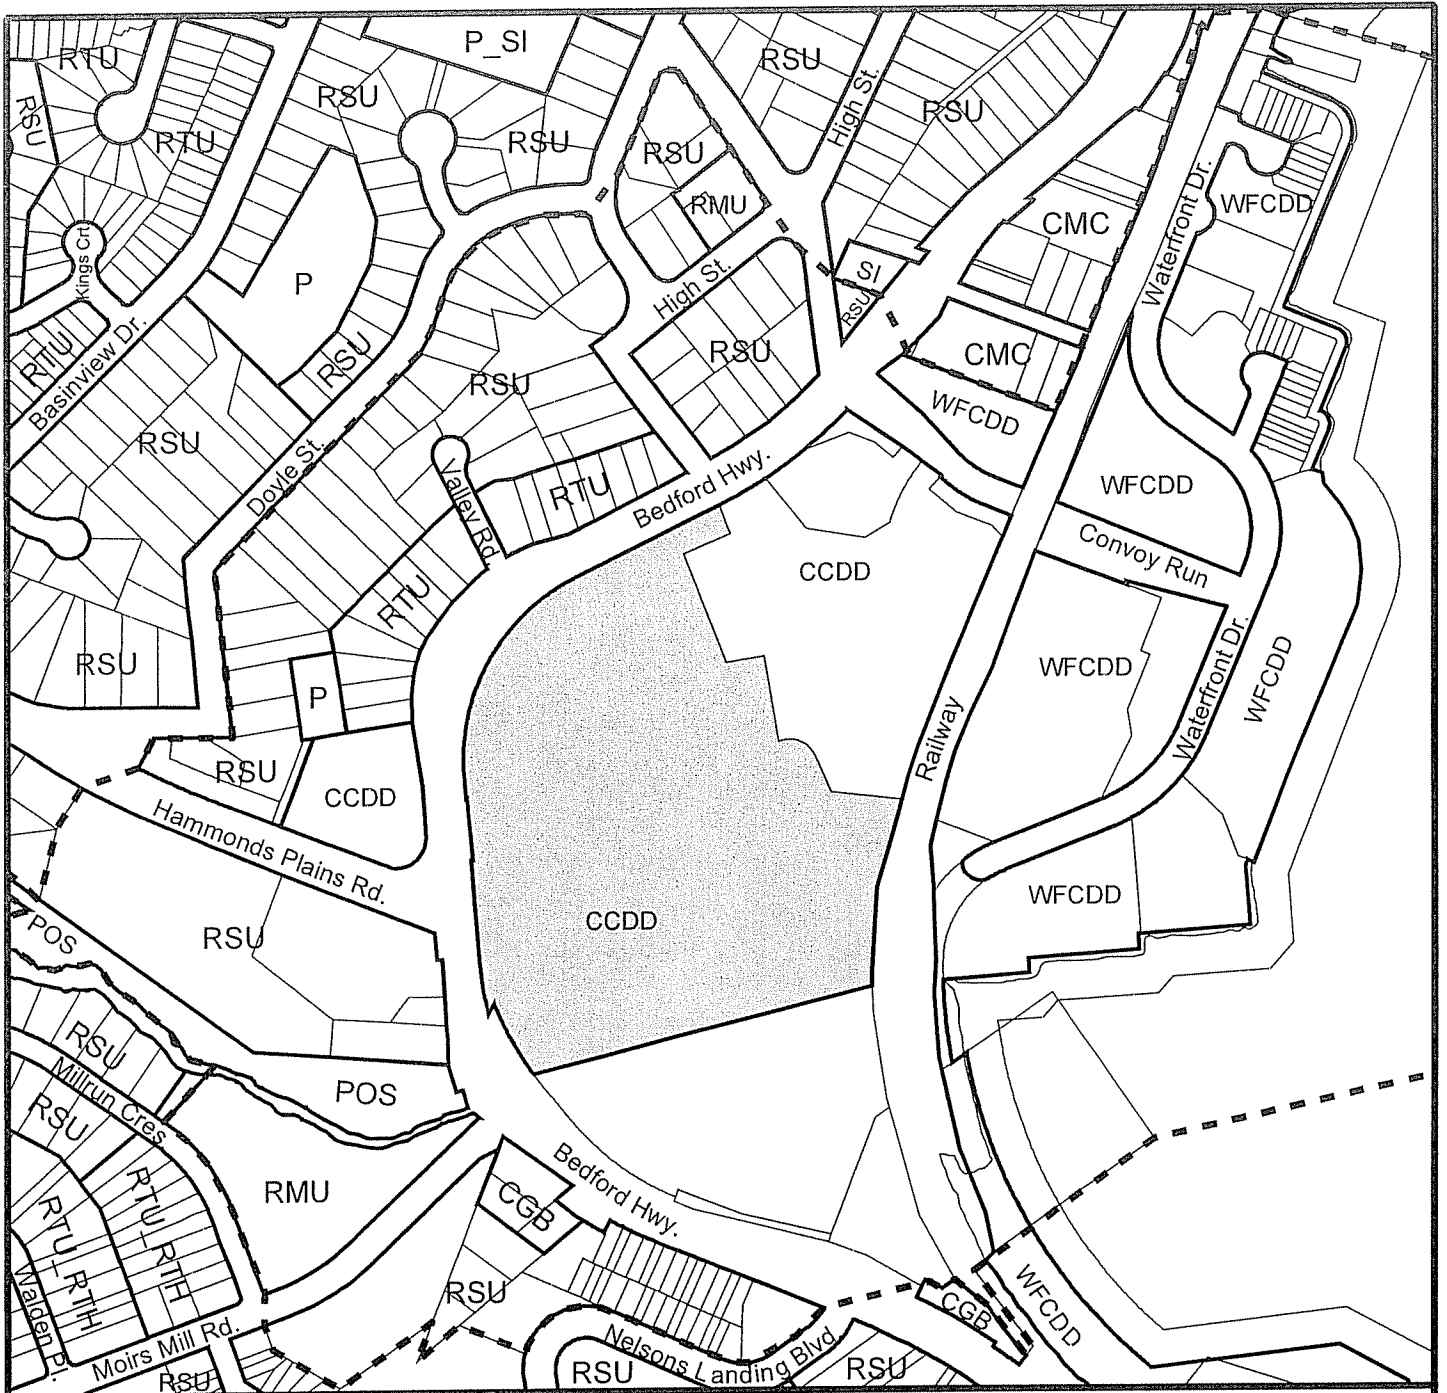 P_SI
RTU
RSU
RSU
RSU
RTU
RSU
High St.
RSU
RSU
RMU
WFCDD
CMC
Waterfront Dr.
Kings Crt
P
SI
High St.
RSU
RTU
Basinview Dr.
RSU
RSU
CMC
RSU
WFCDD
RSU
Doyle St.
Valley Rd
RTU
Bedford Hwy.
WFCDD
Convoy Run
CCDD
RTU
RSU
P
WFCDD
Waterfront Dr.
WFCDD
Railway
RSU
CCDD
Hammonds Plains Rd.
WFCDD
CCDD
POS
RSU
RSU
Millrun Cres
RSU
POS
RMU
Bedford Hwy.
CGB
RTU_RTH
RTU_RTH
Walden Pl.
RSU
WFCDD
CGB
Moirs Mill Rd.
Nelsons Landing Blvd
RSU
RSU
RSU